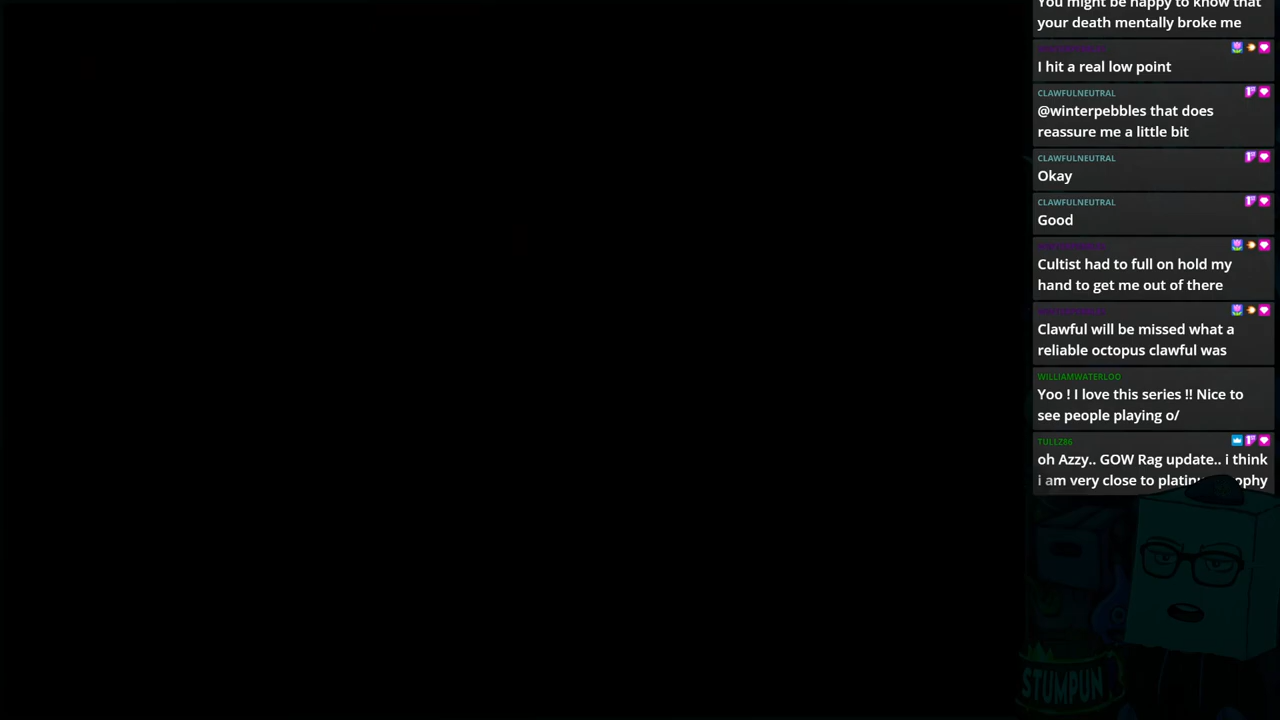 You might be happy to know that
your death mentally broke me
I hit a real low point
CLAWFULNEUTRAL
@winterpebbles that does
reassure me a little bit
CLAWFULNEUTRAL
Okay
CLAWFULNEUTRAL
Good
Cultist had to full on hold my
hand to get me out of there
Clawful will be missed what a
reliable octopus clawful was
WILLIAMWATERLOO
Yoo ! I love this series !! Nice to
see people playing o/
TULLZ86
oh Azzy.. GOW Rag update.. i think
i am very close to
STUMPUN